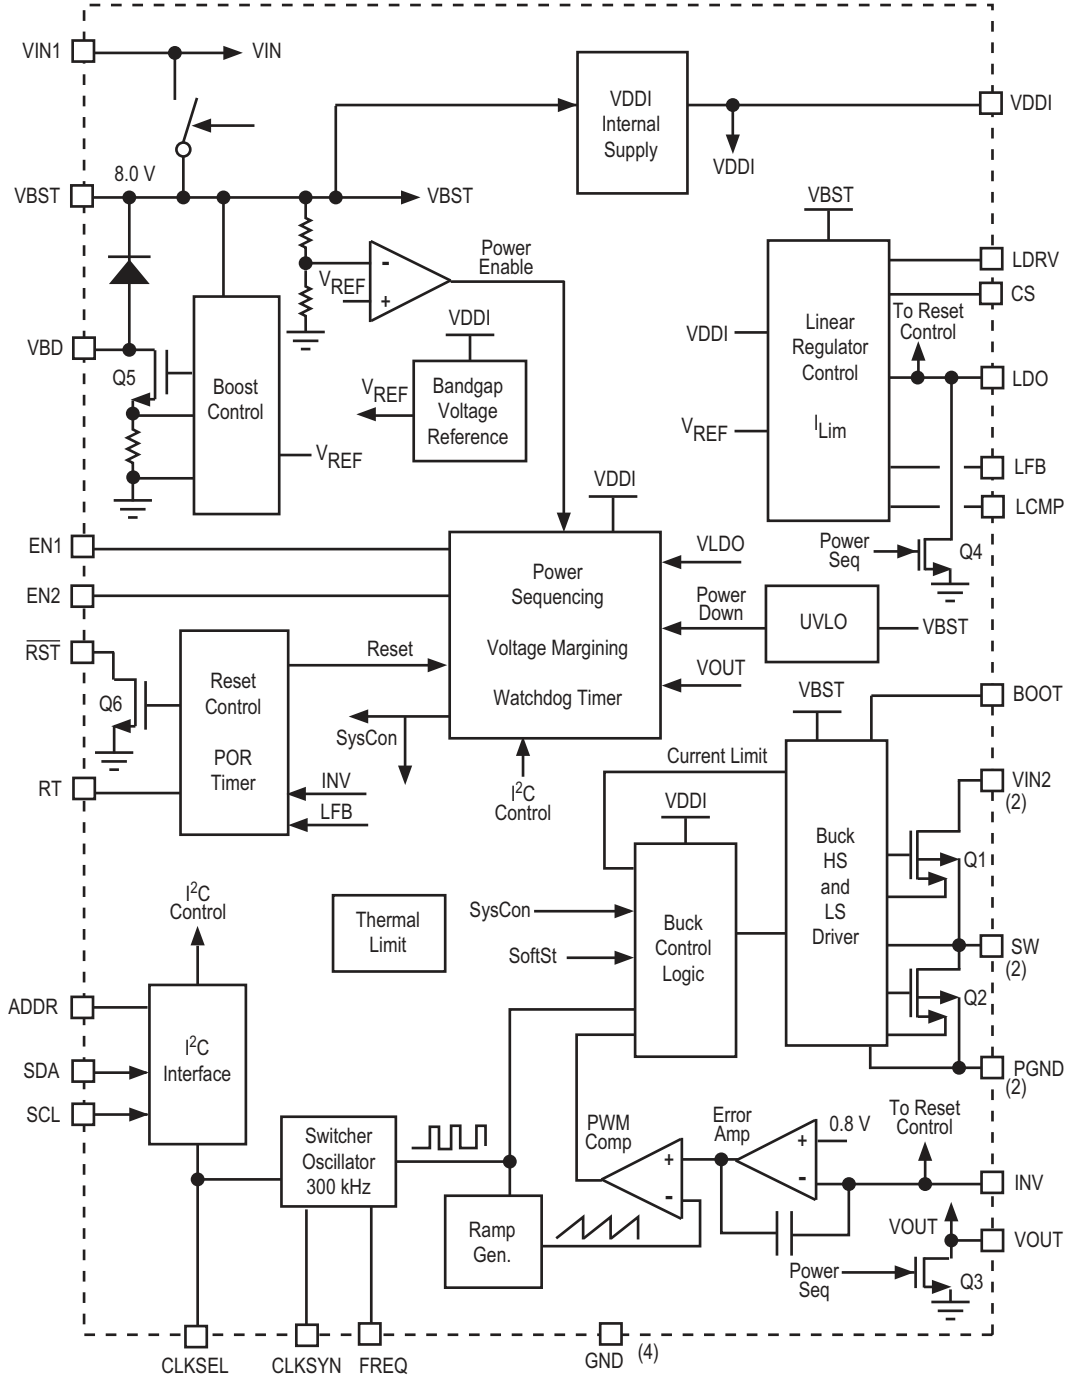 VIN1
VIN
VDDI
Internal
Supply
VDDI
VDDI
8.0 V
VBST
VBST
VBST
Power
Enable
-
VREF
+
LDRV
CS
To Reset
Control
VDDI
VDDI
Linear
Regulator
Control
ILim
VBD
Q5
Boost
Control
VREF
Bandgap
Voltage
Reference
LDO
VREF
VREF
LFB
VDDI
LCMP
EN1
VLDO
Power
Seq
Q4
EN2
Power
Sequencing
Voltage Margining
Watchdog Timer
Power
Down
UVLO
VBST
RST
Reset
VOUT
Q6
Reset
Control
POR
Timer
SysCon
VBST
BOOT
RT
INV
LFB
I2C
Control
Current Limit
VDDI
VIN2
(2)
Buck
HS
and
LS
Driver
Q1
I2C
Control
Thermal
Limit
SysCon
SoftSt
Buck
Control
Logic
SW
(2)
Q2
ADDR
SDA
SCL
I2C
Interface
PGND
(2)
Switcher
Oscillator
300 kHz
PWM
Comp
Error
Amp
0.8 V
To Reset
Control
+
-
+
-
INV
Ramp
Gen.
VOUT
VOUT
Power
Seq
Q3
CLKSEL
CLKSYN
FREQ
GND
(4)